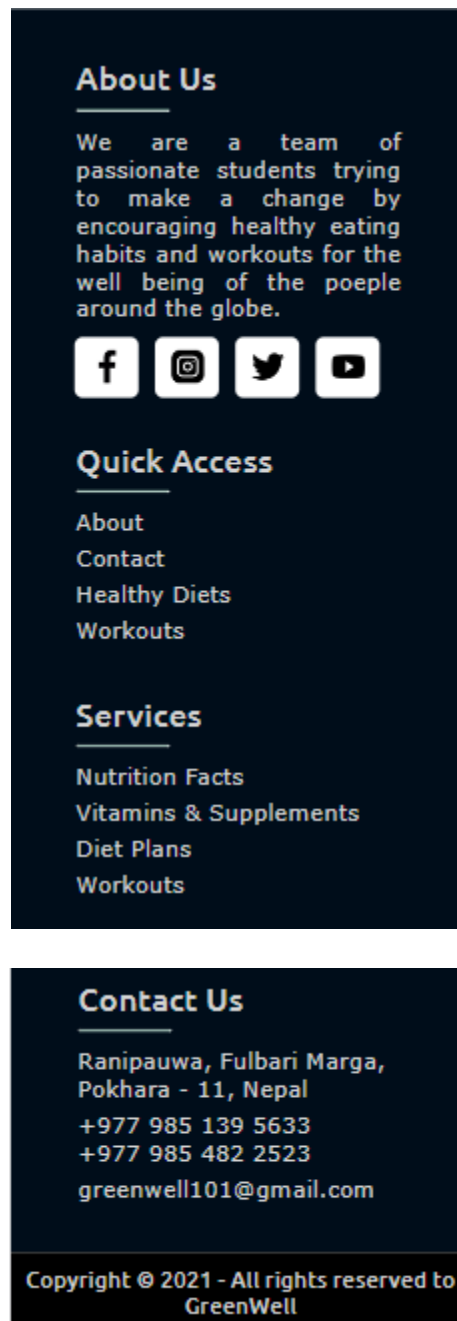 About Us
We are a team of
passionate students trying
to make a change by
encouraging healthy eating
habits and workouts for the
well being of the poeple
around the globe.
Quick Access
About
Contact
Healthy Diets
Workouts
Services
Nutrition Facts
Vitamins & Supplements
Diet Plans
Workouts
Contact Us
Ranipauwa, Fulbari Marga,
Pokhara - 11, Nepal
+977 985 139 5633
+977 985 482 2523
greenwell101@gmail.com
Copyright © 2021 - All rights reserved to
GreenWell